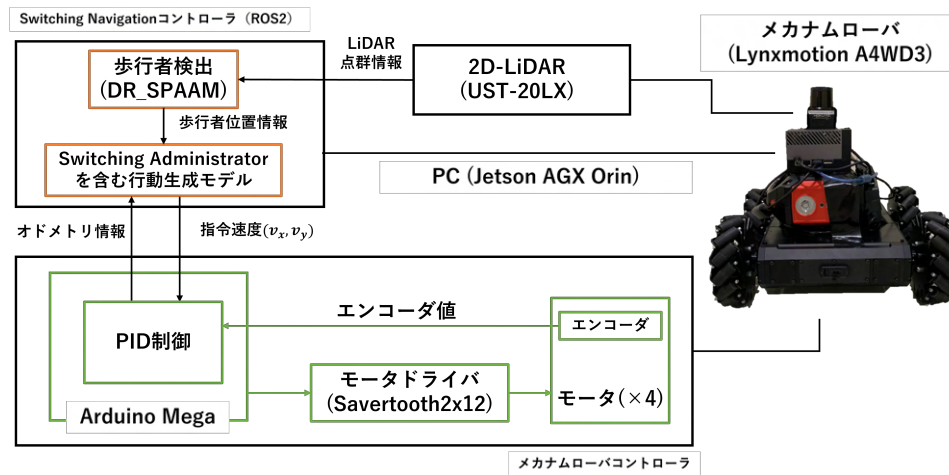 Switching Navigationコントローラ（ROS2）
メカナムローバ
(Lynxmotion A4WD3)
歩行者検出
(DR_SPAAM)
LiDAR
点群情報
2D-LiDAR
(UST-20LX)
歩行者位置情報
Switching Administrator
を含む行動生成モデル
PC (Jetson AGX Orin)
オドメトリ情報
指令速度(vx, vy)
エンコーダ値
エンコーダ
PID制御
モータドライバ
(Savertooth2x12)
モータ(×4)
Arduino Mega
メカナムローバコントローラ